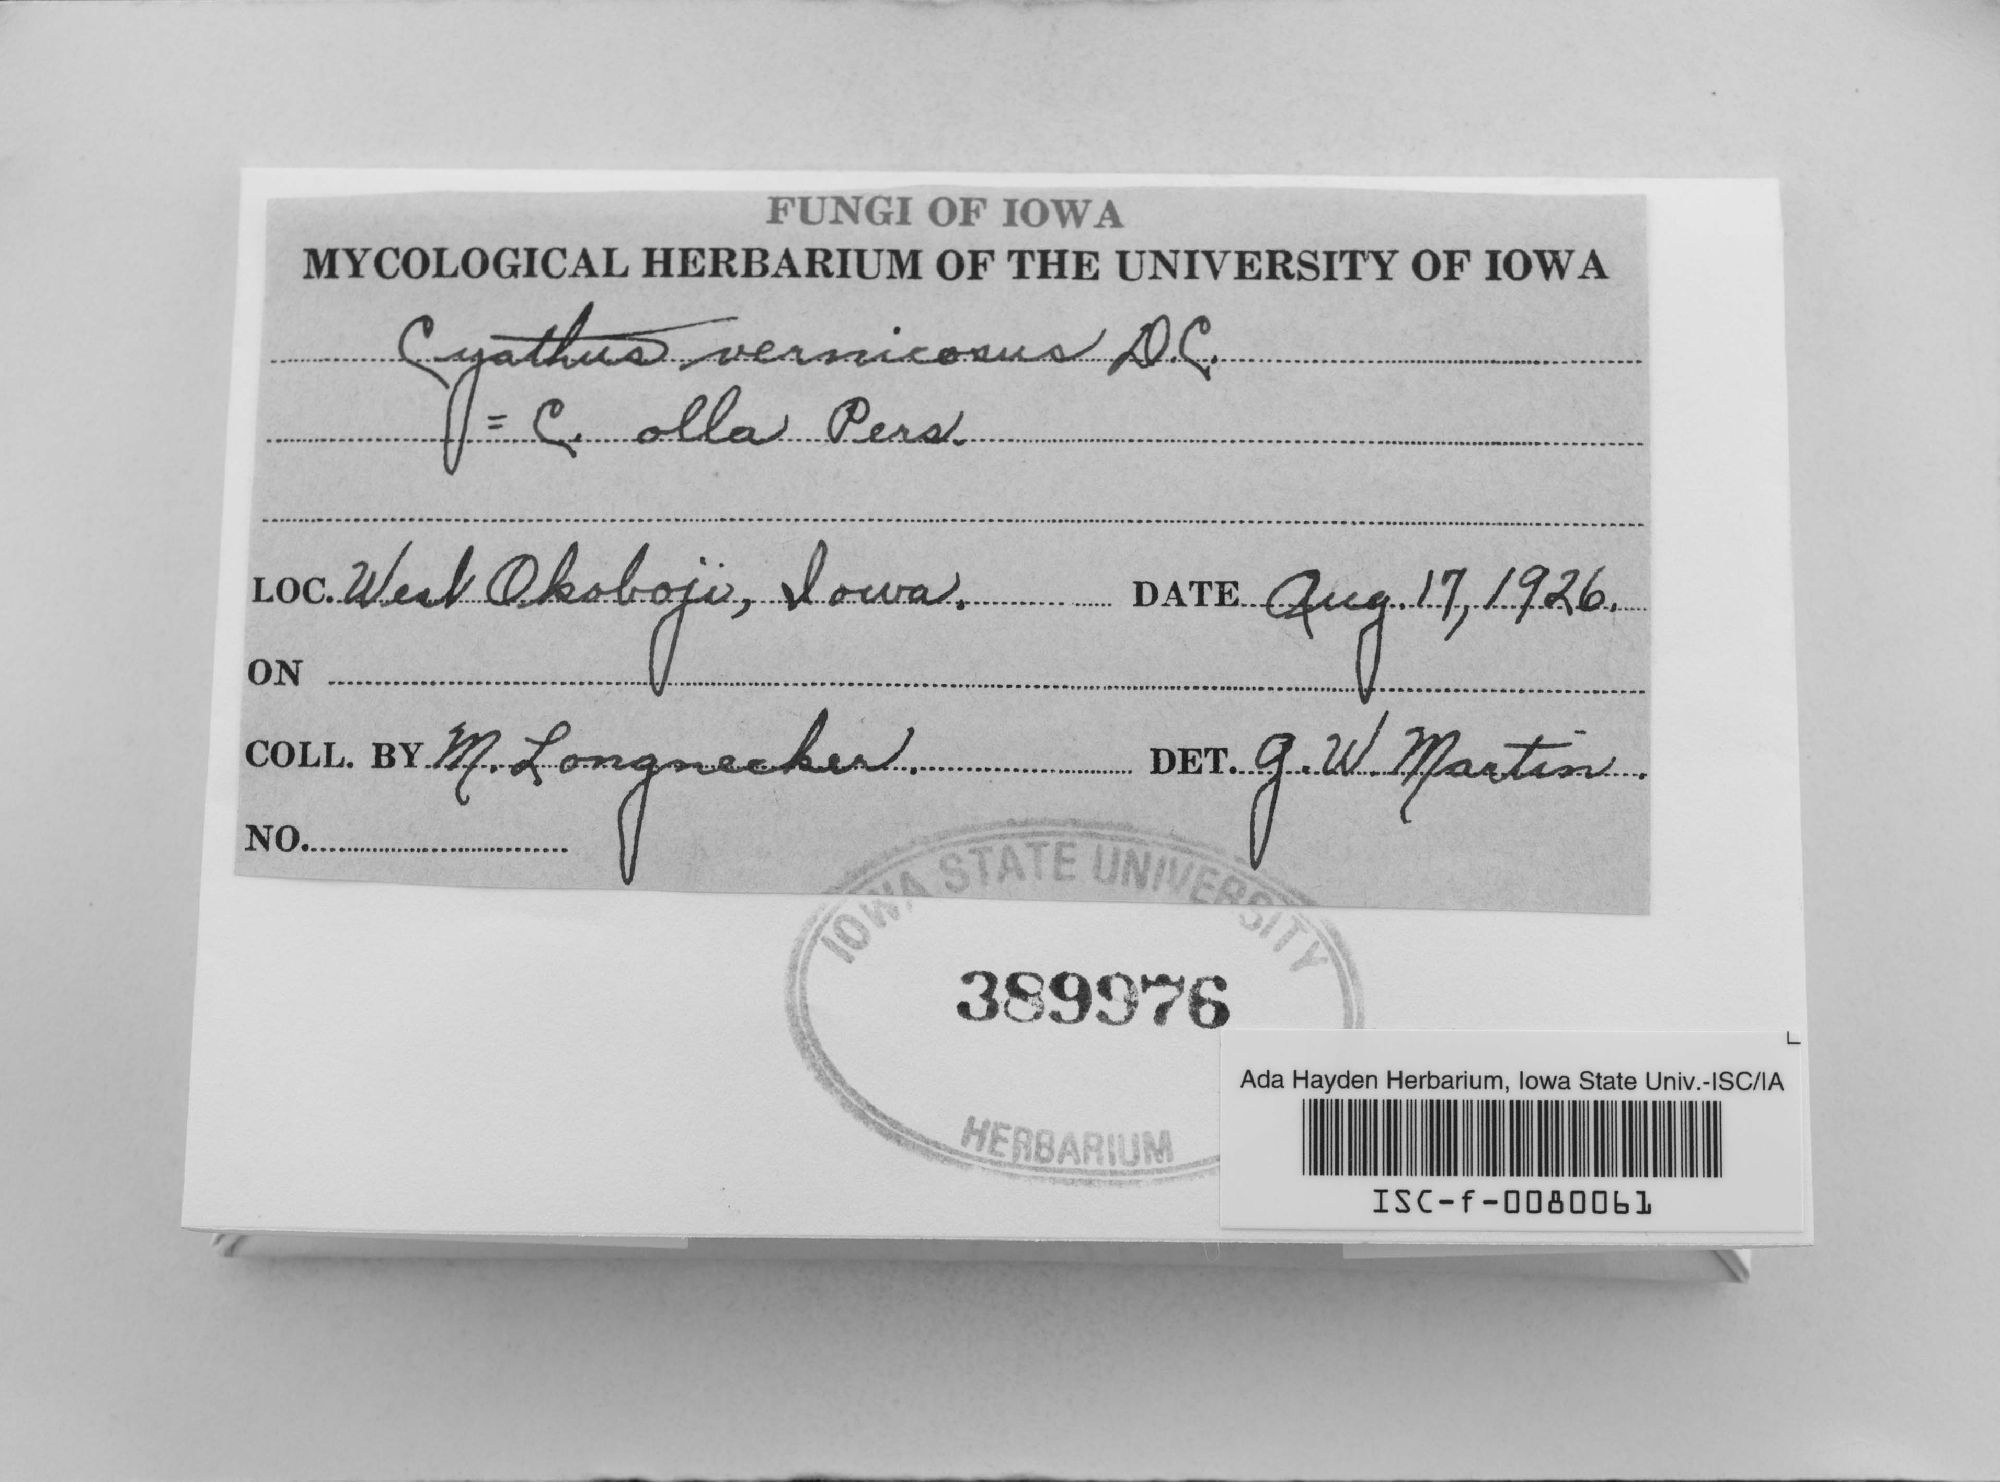 FUNGI OF IOWA
MYCOLOGICAL HERBARIUM OF THE UNIVERSITY OF IOWA
Cyathus vernicosus D.C.
= C. olla Pers.
LOC. West Okoboji, Iowa. DATE Aug. 17, 1926.
ON
COLL. BY M. Longnecker. DET. G. W. Martin.
NO.
IOWA STATE UNIVERSITY
389976
HERBARIUM
Ada Hayden Herbarium, Iowa State Univ.-ISC/IA
ISC-f-0080061